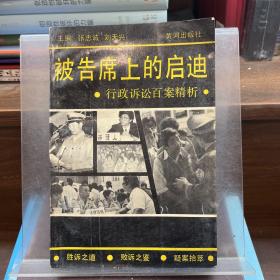 主编 张忠诚 刘天兴 黄河出版社
被告席上的启迪
·行政诉讼百案精析·
胜诉之道 · 败诉之鉴 · 疑案拾萃